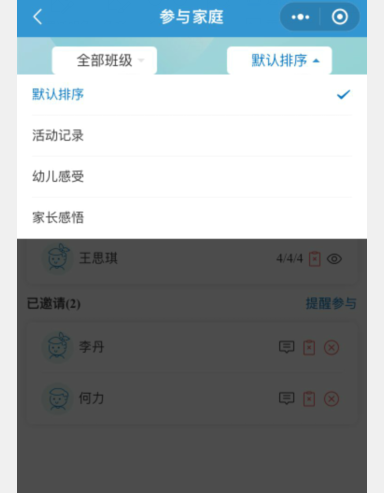 参与家庭
全部班级 默认排序
默认排序
活动记录
幼儿感受
家长感悟
王思琪 4/4/4
已邀请(2) 提醒参与
李丹
何力